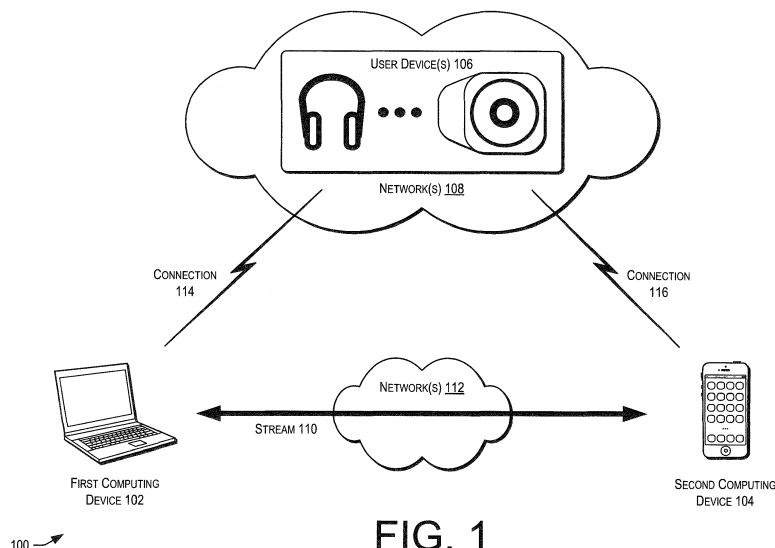 USER DEVICE(S) 106
NETWORK(S) 108
CONNECTION
114
CONNECTION
116
NETWORK(S) 112
STREAM 110
FIRST COMPUTING
DEVICE 102
SECOND COMPUTING
DEVICE 104
100
FIG. 1